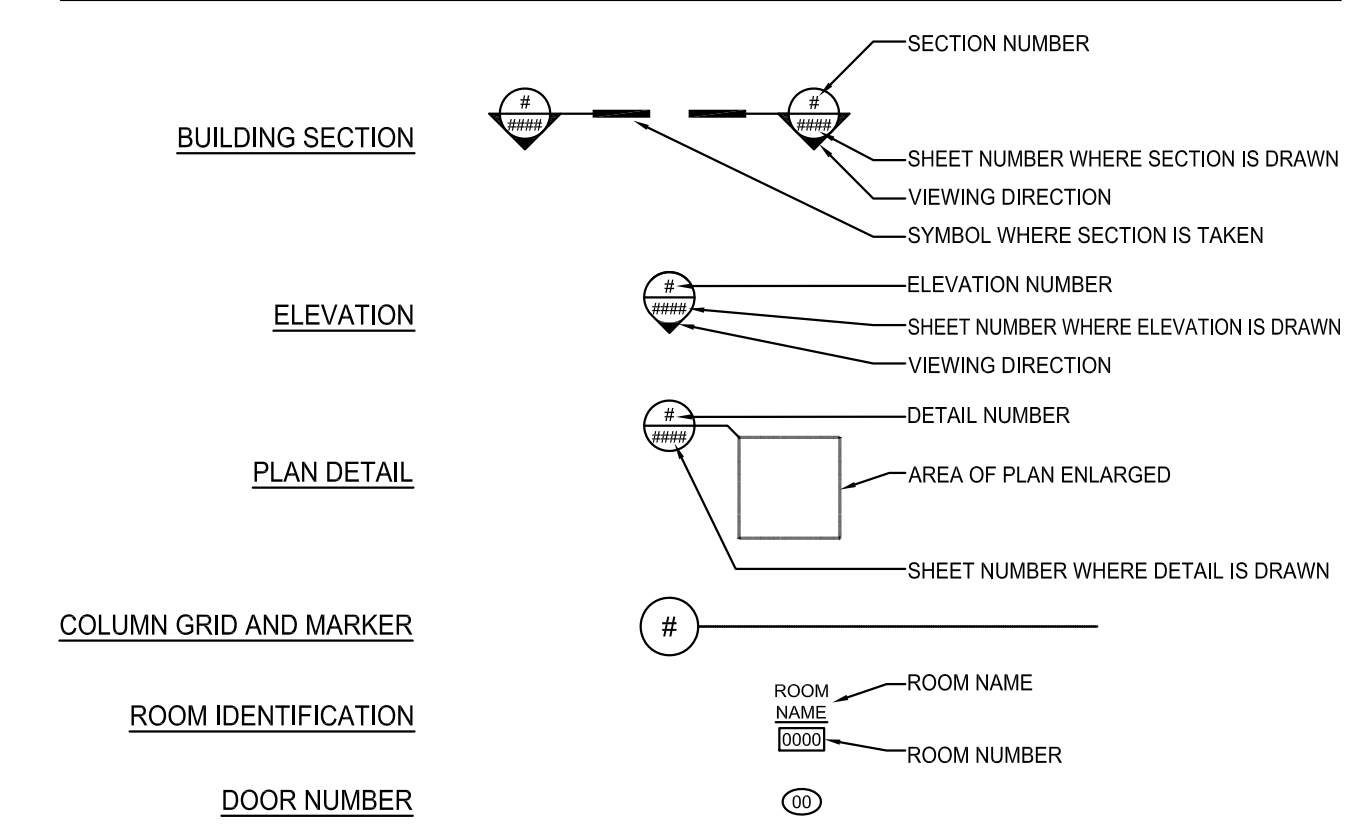 SECTION NUMBER
# #
BUILDING SECTION
#### ####
SHEET NUMBER WHERE SECTION IS DRAWN
VIEWING DIRECTION
SYMBOL WHERE SECTION IS TAKEN
ELEVATION
# ELEVATION NUMBER
#### SHEET NUMBER WHERE ELEVATION IS DRAWN
VIEWING DIRECTION
PLAN DETAIL
# DETAIL NUMBER
####
AREA OF PLAN ENLARGED
SHEET NUMBER WHERE DETAIL IS DRAWN
COLUMN GRID AND MARKER #
ROOM IDENTIFICATION
ROOM
NAME
0000
ROOM NAME
ROOM NUMBER
DOOR NUMBER 00